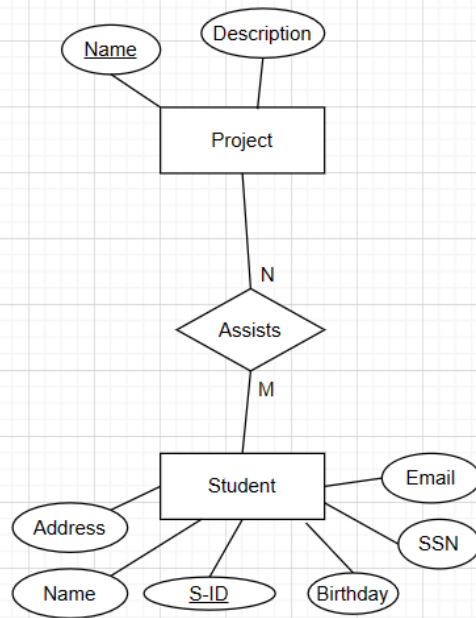 Name
Description
Project
N
Assists
M
Student
Email
Address
SSN
Name
S-ID
Birthday